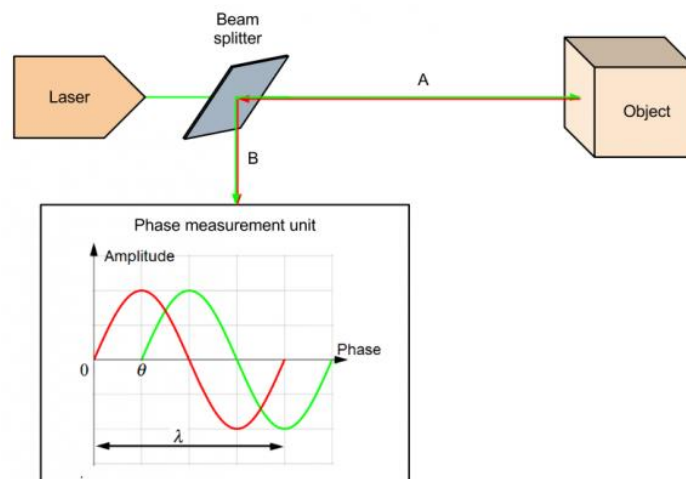 Beam
splitter
Laser
A
Object
B
Phase measurement unit
Amplitude
Phase
0
θ
λ